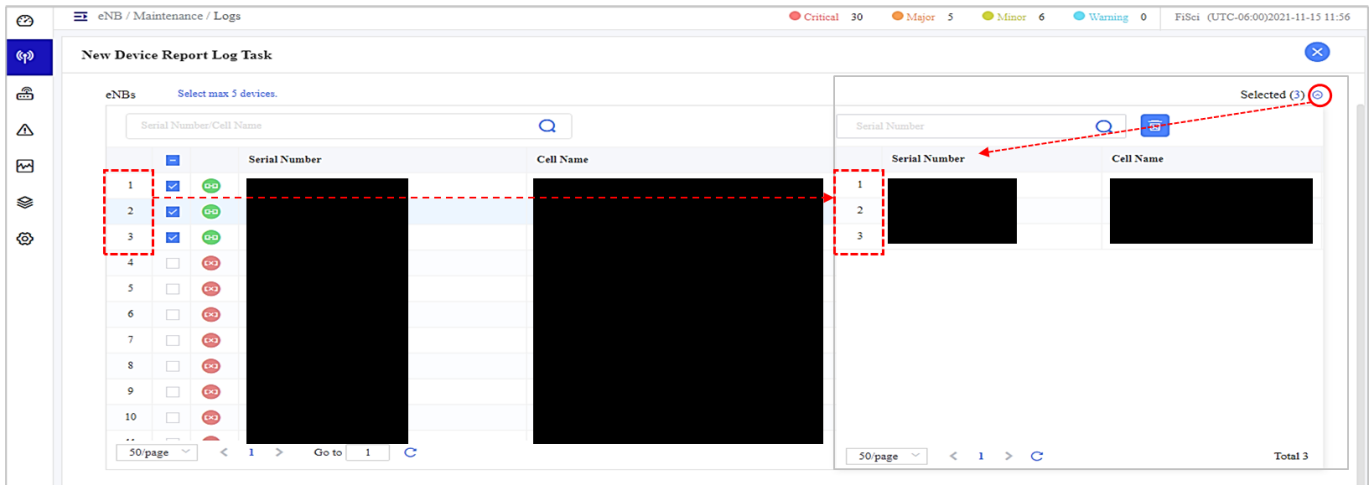 eNB / Maintenance / Logs
Critical 30 Major 5 Minor 6 Warning 0 FiSci (UTC-06:00)2021-11-15 11:56
New Device Report Log Task
eNBs Select max 5 devices.
Selected (3)
Serial Number/Cell Name
Serial Number
Serial Number Cell Name
Serial Number Cell Name
1
2
3
4
5
6
7
8
9
10
1
2
3
50/page < 1 > Go to 1
50/page < 1 > Total 3